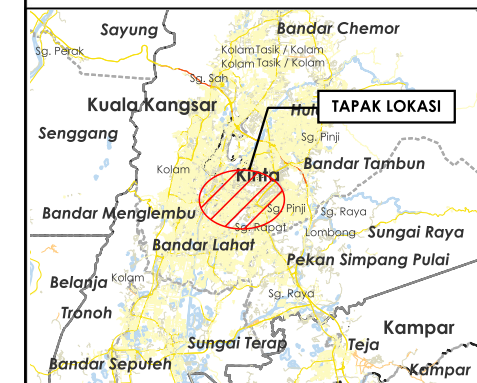 Sayung
Bandar Chemor
Sg. Perak
Kolam Tasik / Kolam
Kolam Tasik / Kolam
Sg. Sah
Kuala Kangsar
TAPAK LOKASI
Senggang
Sg. Pinji
Kolam
Bandar Tambun
Kinta
Bandar Menglembu
Sg. Pinji
Sg. Raya
Sg. Rapat
Lombong
Sungai Raya
Bandar Lahat
Pekan Simpang Pulai
Belanja
Kolam
Sg. Raya
Tronoh
Kampar
Sungai Terap
Teja
Bandar Seputeh
Kampar